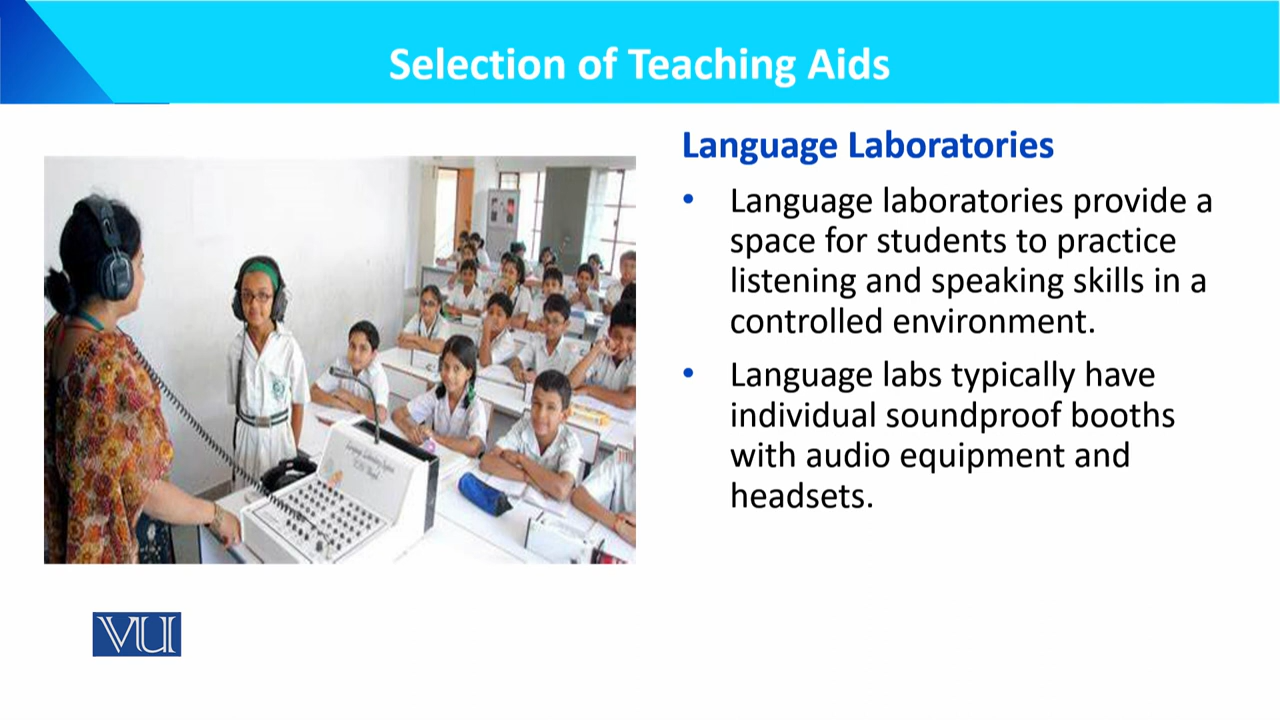 Selection of Teaching Aids
Language Laboratories
• Language laboratories provide a
space for students to practice
listening and speaking skills in a
controlled environment.
• Language labs typically have
individual soundproof booths
with audio equipment and
headsets.
VU